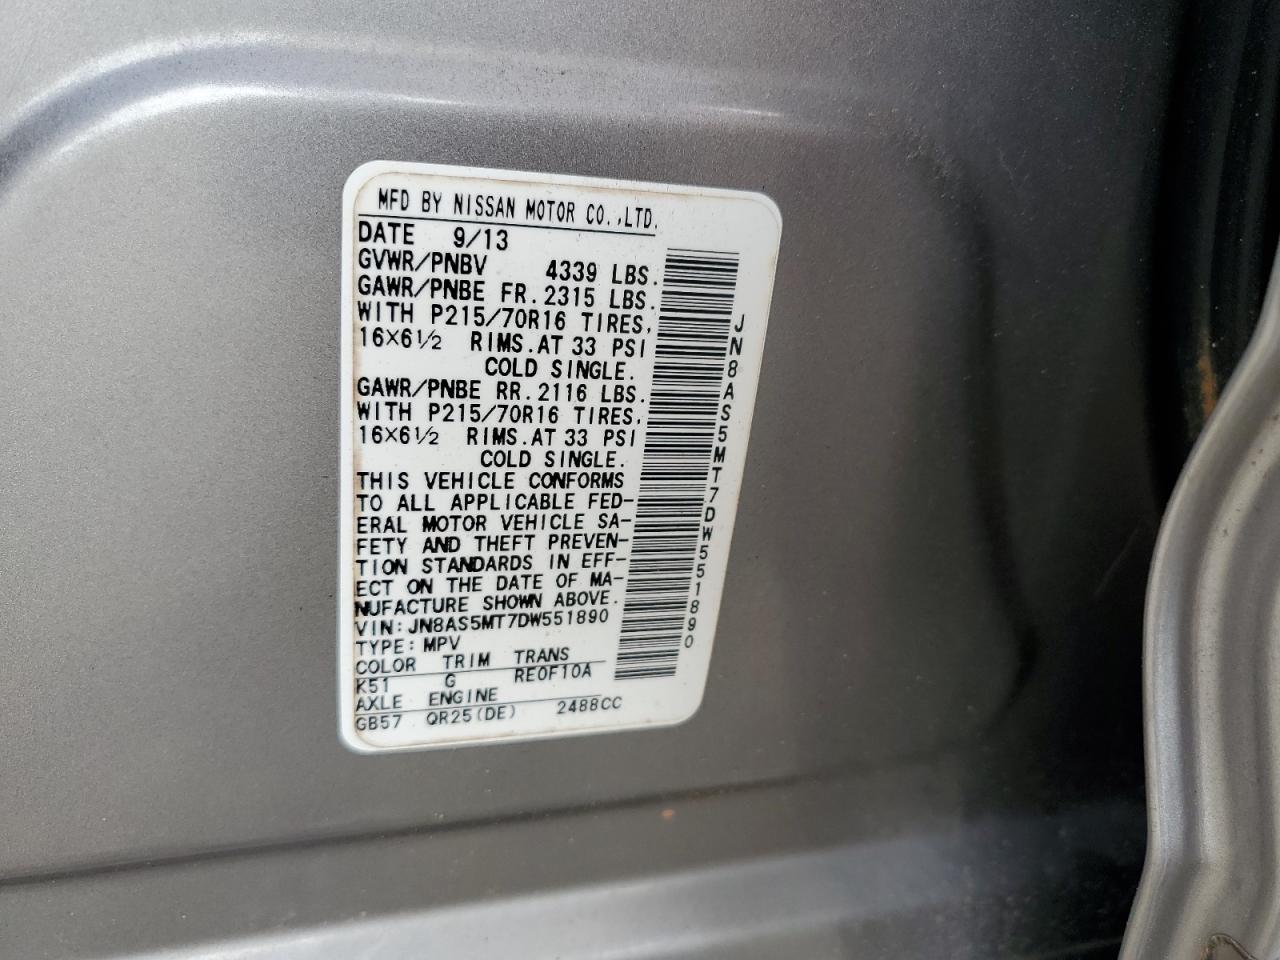 MFD BY NISSAN MOTOR CO.,LTD.
DATE 9/13
GVWR/PNBV 4339 LBS.
GAWR/PNBE FR. 2315 LBS.
WITH P215/70R16 TIRES,
16×6½ RIMS. AT 33 PSI
COLD SINGLE.
GAWR/PNBE RR. 2116 LBS.
WITH P215/70R16 TIRES,
16×6½ RIMS. AT 33 PSI
COLD SINGLE.
THIS VEHICLE CONFORMS
TO ALL APPLICABLE FED-
ERAL MOTOR VEHICLE SA-
FETY AND THEFT PREVEN-
TION STANDARDS IN EFF-
ECT ON THE DATE OF MA-
NUFACTURE SHOWN ABOVE.
VIN: JN8AS5MT7DW551890
TYPE: MPV
COLOR TRIM TRANS
K51 G RE0F10A
AXLE ENGINE
GB57 QR25(DE) 2488CC
JN8AS5MT7DW551890